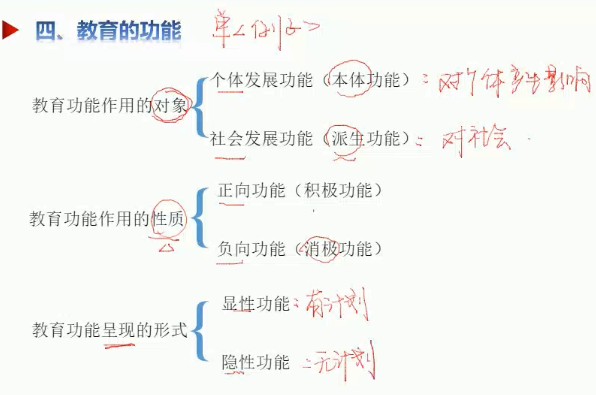 四、教育的功能 单<例子>
个体发展功能（本体功能）：对个体产生影响
教育功能作用的对象
社会发展功能（派生功能）：对社会
正向功能（积极功能）
教育功能作用的性质
负向功能（消极功能）
显性功能：有计划
教育功能呈现的形式
隐性功能：无计划